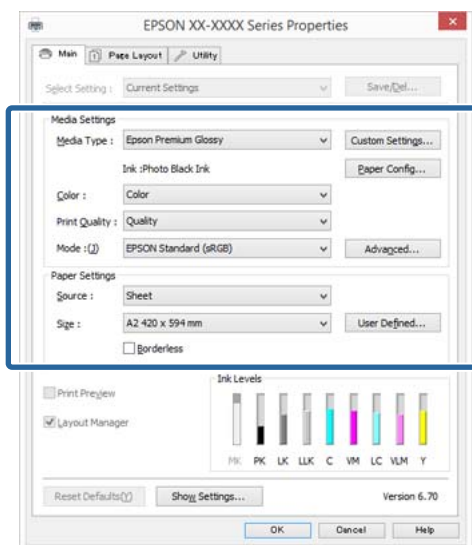 EPSON XX-XXXX Series Properties
Main Page Layout Utility
Select Setting : Current Settings Save/Del...
Media Settings
Media Type : Epson Premium Glossy Custom Settings...
Ink :Photo Black Ink Paper Config...
Color : Color
Print Quality : Quality
Mode :(J) EPSON Standard (sRGB) Advanced...
Paper Settings
Source : Sheet
Size : A2 420 x 594 mm User Defined...
Borderless
Print Preview
Layout Manager
Ink Levels
MK PK LK LLK C VM LC VLM Y
Reset Defaults(Y) Show Settings... Version 6.70
OK Cancel Help